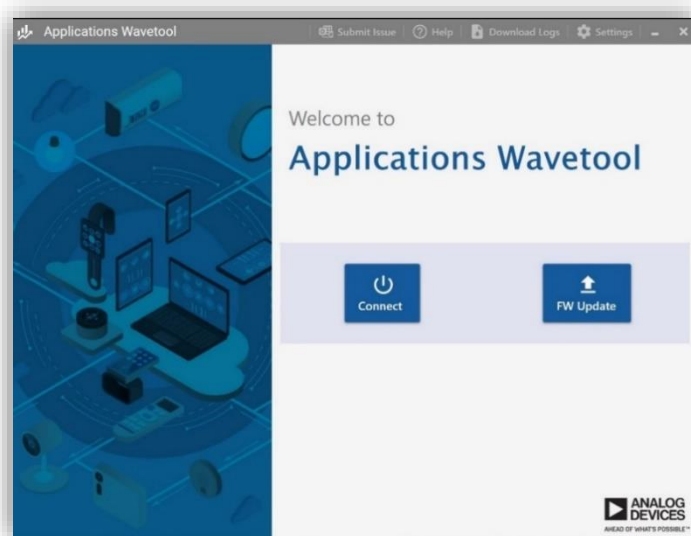 Applications Wavetool
Submit Issue
Help
Download Logs
Settings
Welcome to
Applications Wavetool
Connect
FW Update
ANALOG
DEVICES
AHEAD OF WHAT'S POSSIBLE™